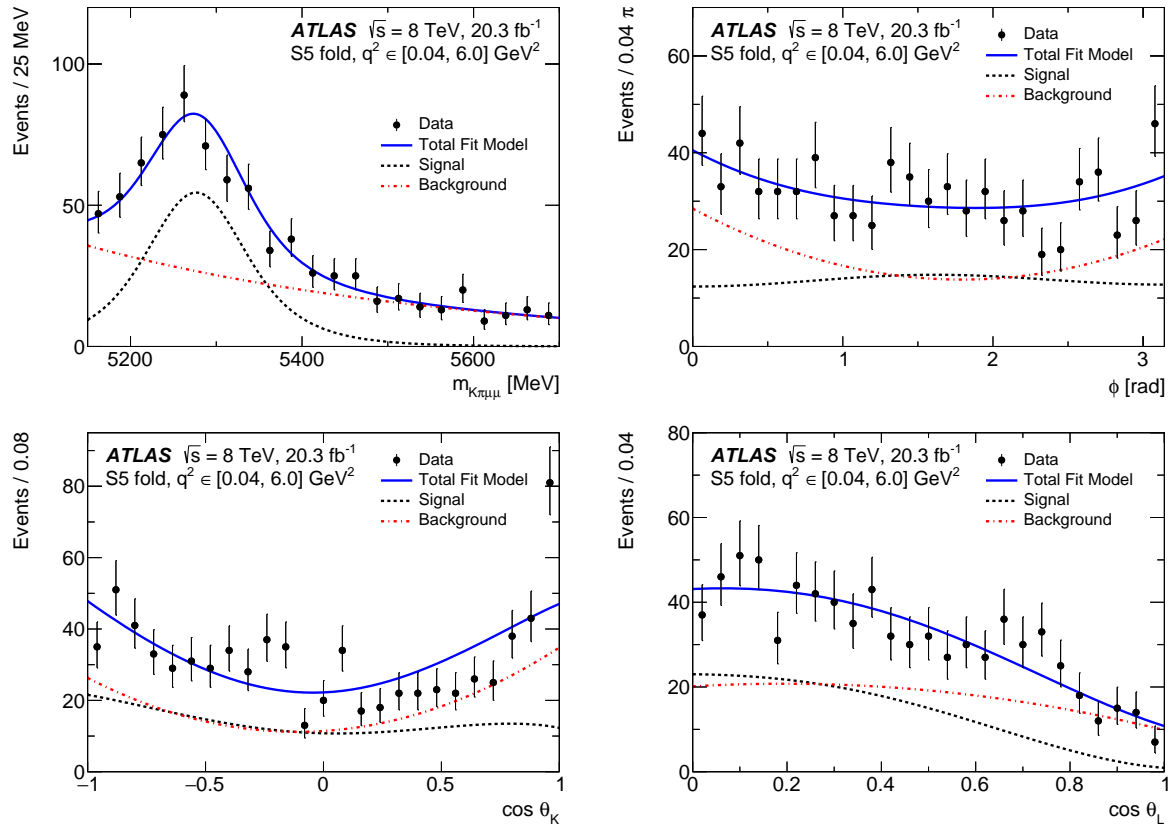 Events / 25 MeV
ATLAS √s = 8 TeV, 20.3 fb⁻¹
S5 fold, q² ∈ [0.04, 6.0] GeV²
Data
Total Fit Model
Signal
Background
0
50
100
5200
5400
5600
m_Kπμμ [MeV]
Events / 0.04 π
ATLAS √s = 8 TeV, 20.3 fb⁻¹
S5 fold, q² ∈ [0.04, 6.0] GeV²
Data
Total Fit Model
Signal
Background
0
20
40
60
0
1
2
3
ϕ [rad]
Events / 0.08
ATLAS √s = 8 TeV, 20.3 fb⁻¹
S5 fold, q² ∈ [0.04, 6.0] GeV²
Data
Total Fit Model
Signal
Background
0
20
40
60
80
−1
−0.5
0
0.5
1
cos θ_K
Events / 0.04
ATLAS √s = 8 TeV, 20.3 fb⁻¹
S5 fold, q² ∈ [0.04, 6.0] GeV²
Data
Total Fit Model
Signal
Background
0
20
40
60
80
0
0.2
0.4
0.6
0.8
1
cos θ_L